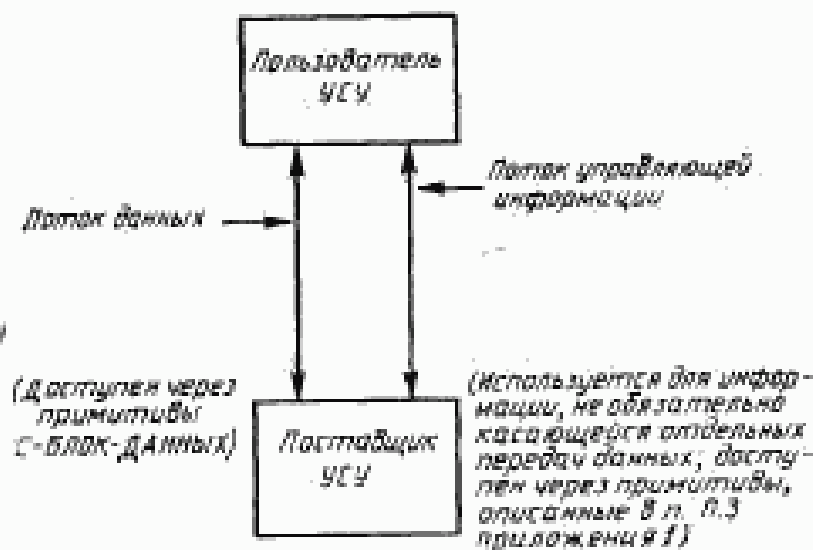 Пользователь
УСУ
Поток управляющей
информации
Поток данных
(Доступен через
примитивы
С-БЛОК-ДАННЫХ)
Поставщик
УСУ
(Используется для инфор-
мации, не обязательно
касающейся отдельных
передач данных; досту-
пен через примитивы,
описанные в п. П.3
приложения 1)